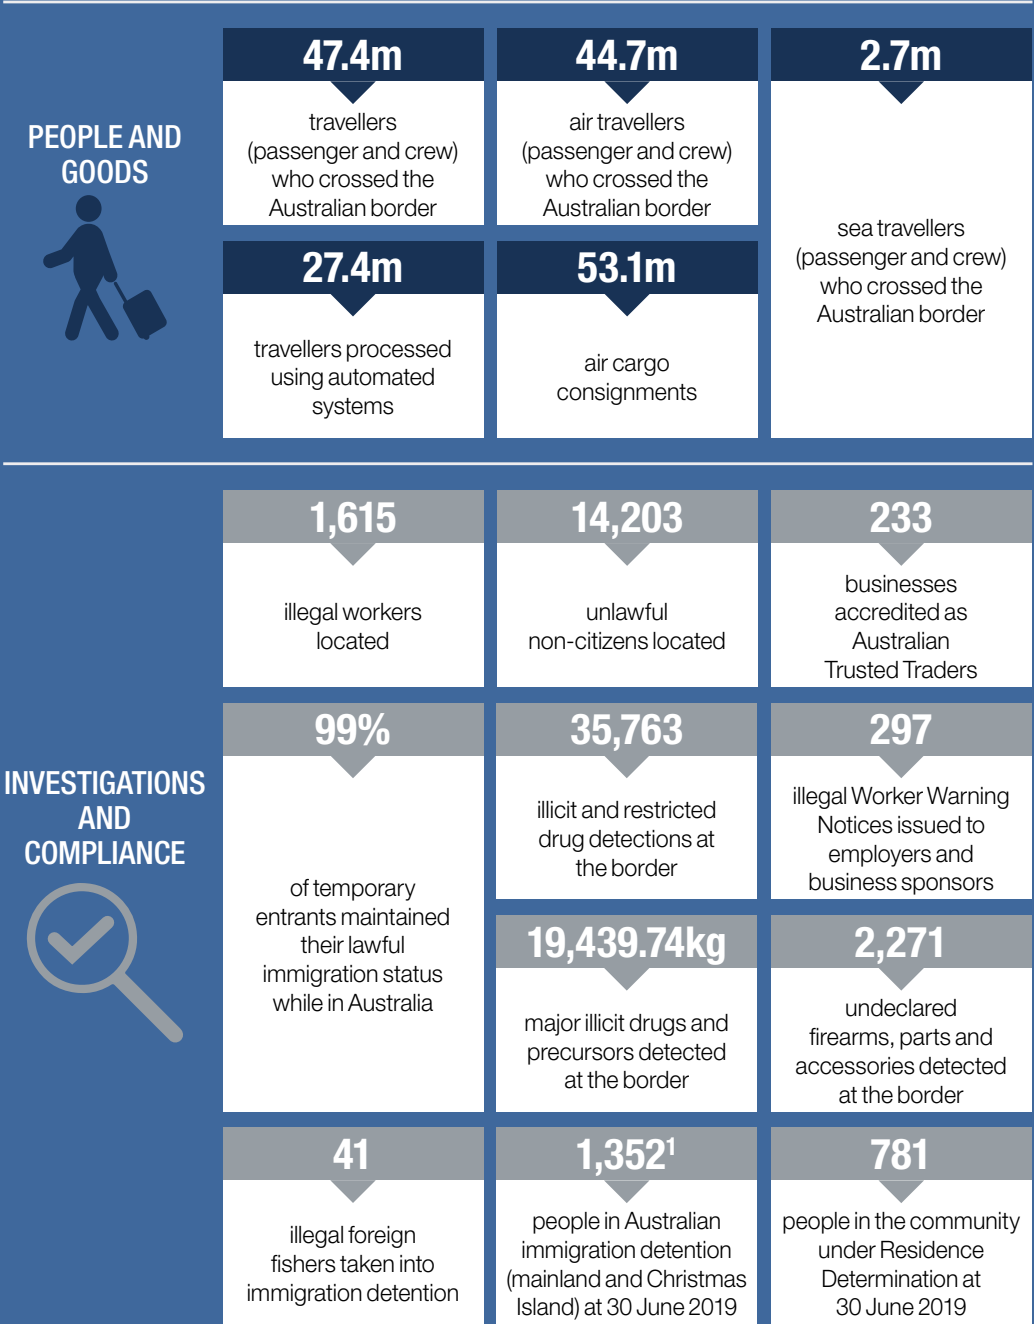 PEOPLE AND
GOODS
47.4m
travellers
(passenger and crew)
who crossed the
Australian border
44.7m
air travellers
(passenger and crew)
who crossed the
Australian border
2.7m
sea travellers
(passenger and crew)
who crossed the
Australian border
27.4m
travellers processed
using automated
systems
53.1m
air cargo
consignments
INVESTIGATIONS
AND
COMPLIANCE
1,615
illegal workers
located
14,203
unlawful
non-citizens located
233
businesses
accredited as
Australian
Trusted Traders
99%
of temporary
entrants maintained
their lawful
immigration status
while in Australia
35,763
illicit and restricted
drug detections at
the border
297
illegal Worker Warning
Notices issued to
employers and
business sponsors
19,439.74kg
major illicit drugs and
precursors detected
at the border
2,271
undeclared
firearms, parts and
accessories detected
at the border
41
illegal foreign
fishers taken into
immigration detention
1,352¹
people in Australian
immigration detention
(mainland and Christmas
Island) at 30 June 2019
781
people in the community
under Residence
Determination at
30 June 2019